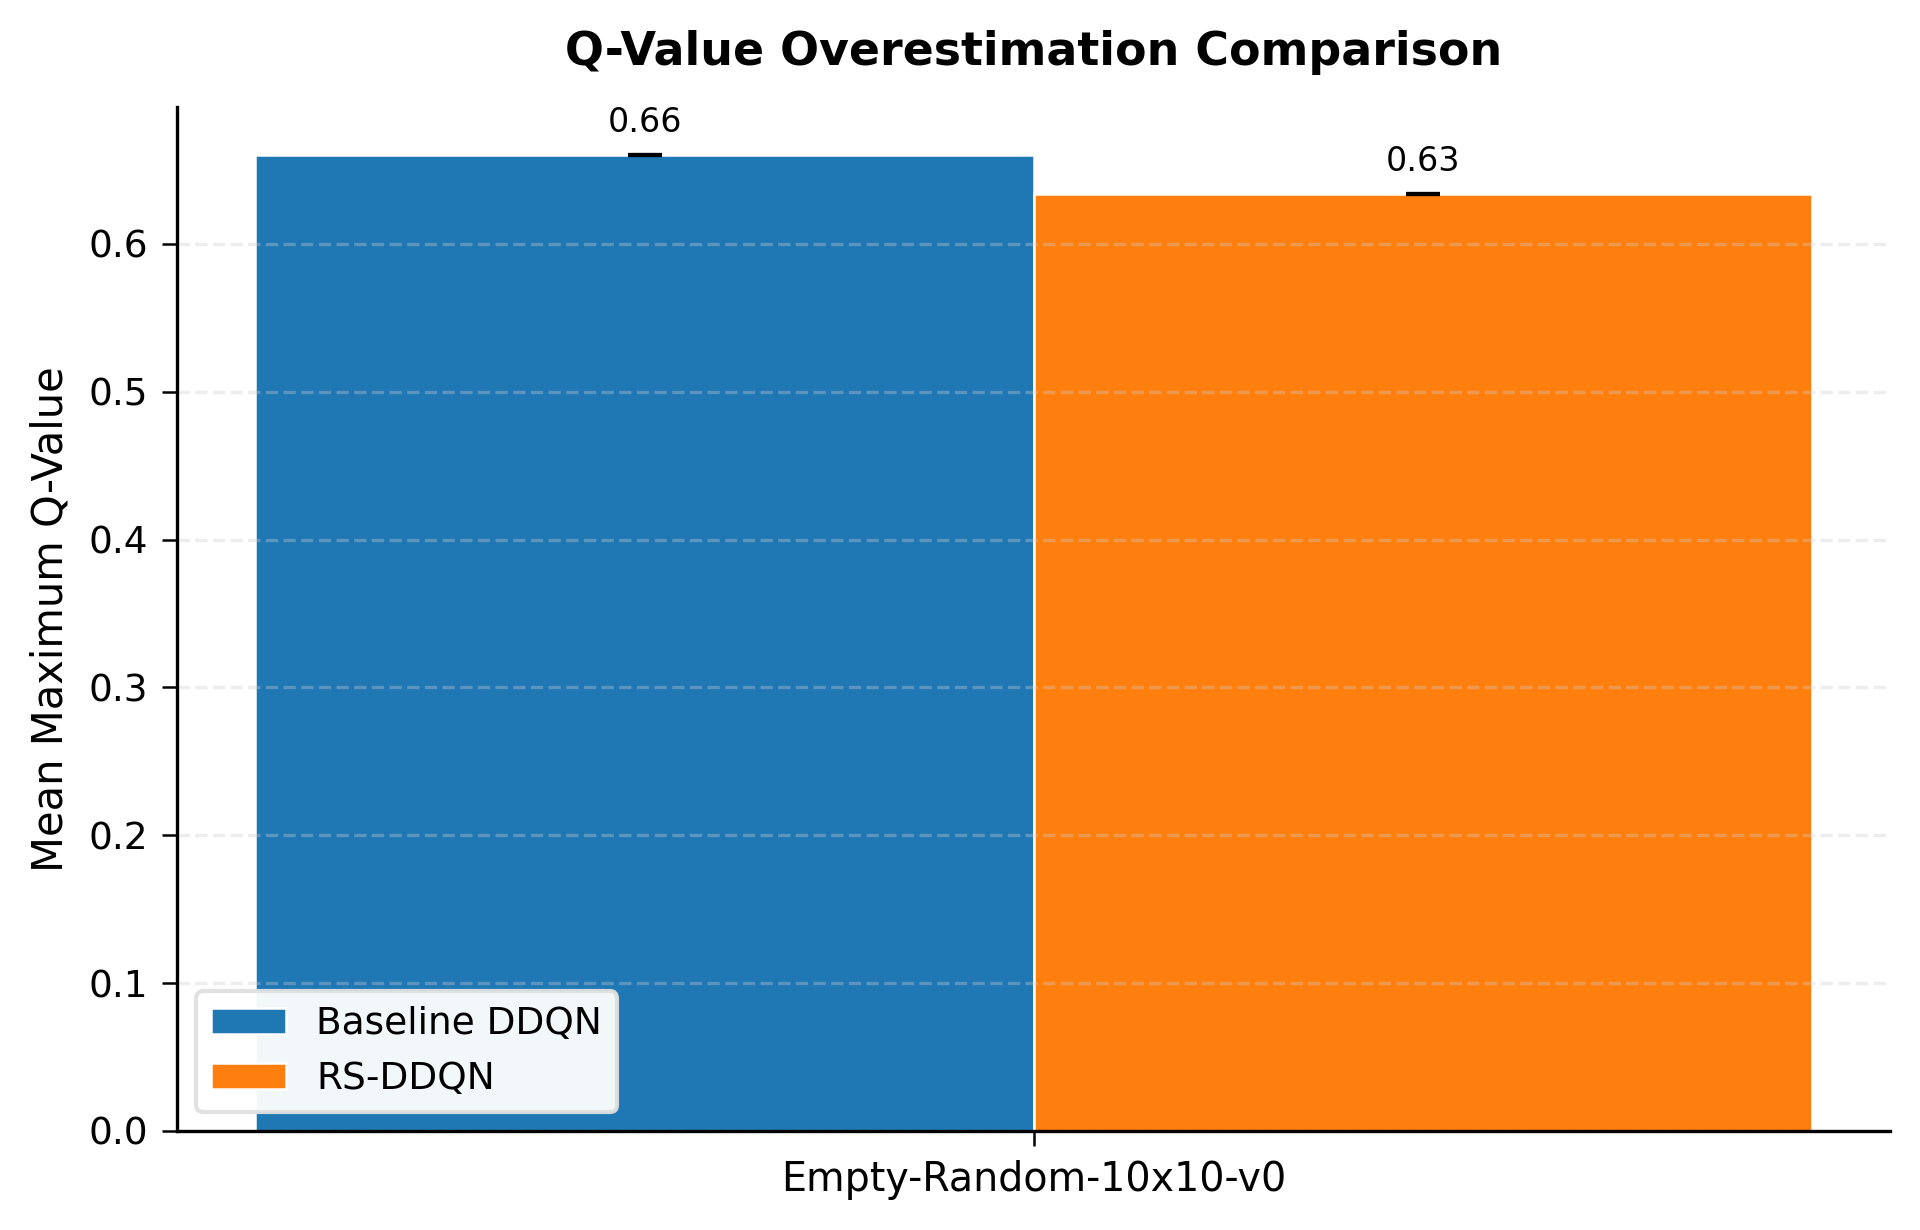 Q-Value Overestimation Comparison
0.66
0.63
0.6
0.5
0.4
0.3
0.2
0.1
0.0
Mean Maximum Q-Value
Baseline DDQN
RS-DDQN
Empty-Random-10x10-v0